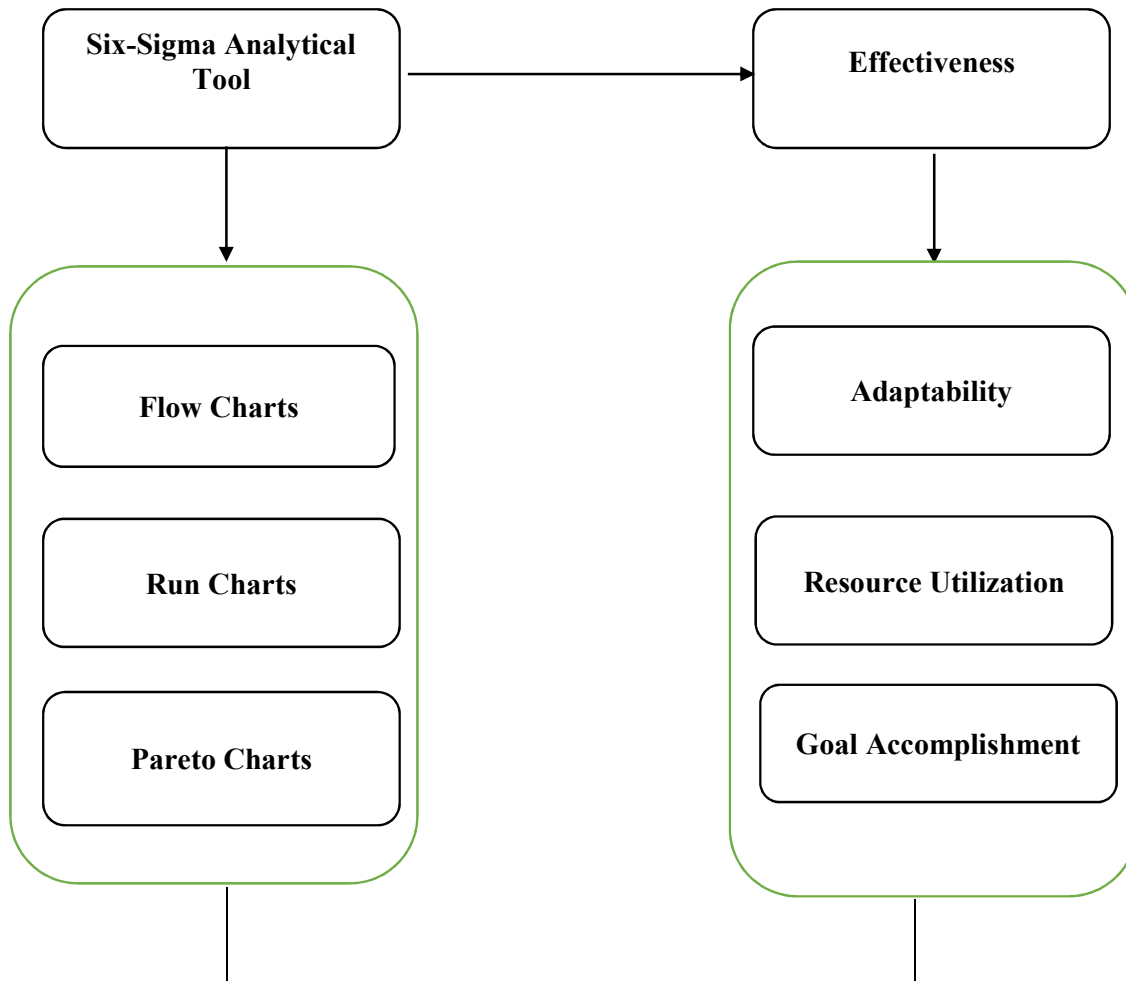 Six-Sigma Analytical
Tool
Effectiveness
Flow Charts
Run Charts
Pareto Charts
Adaptability
Resource Utilization
Goal Accomplishment